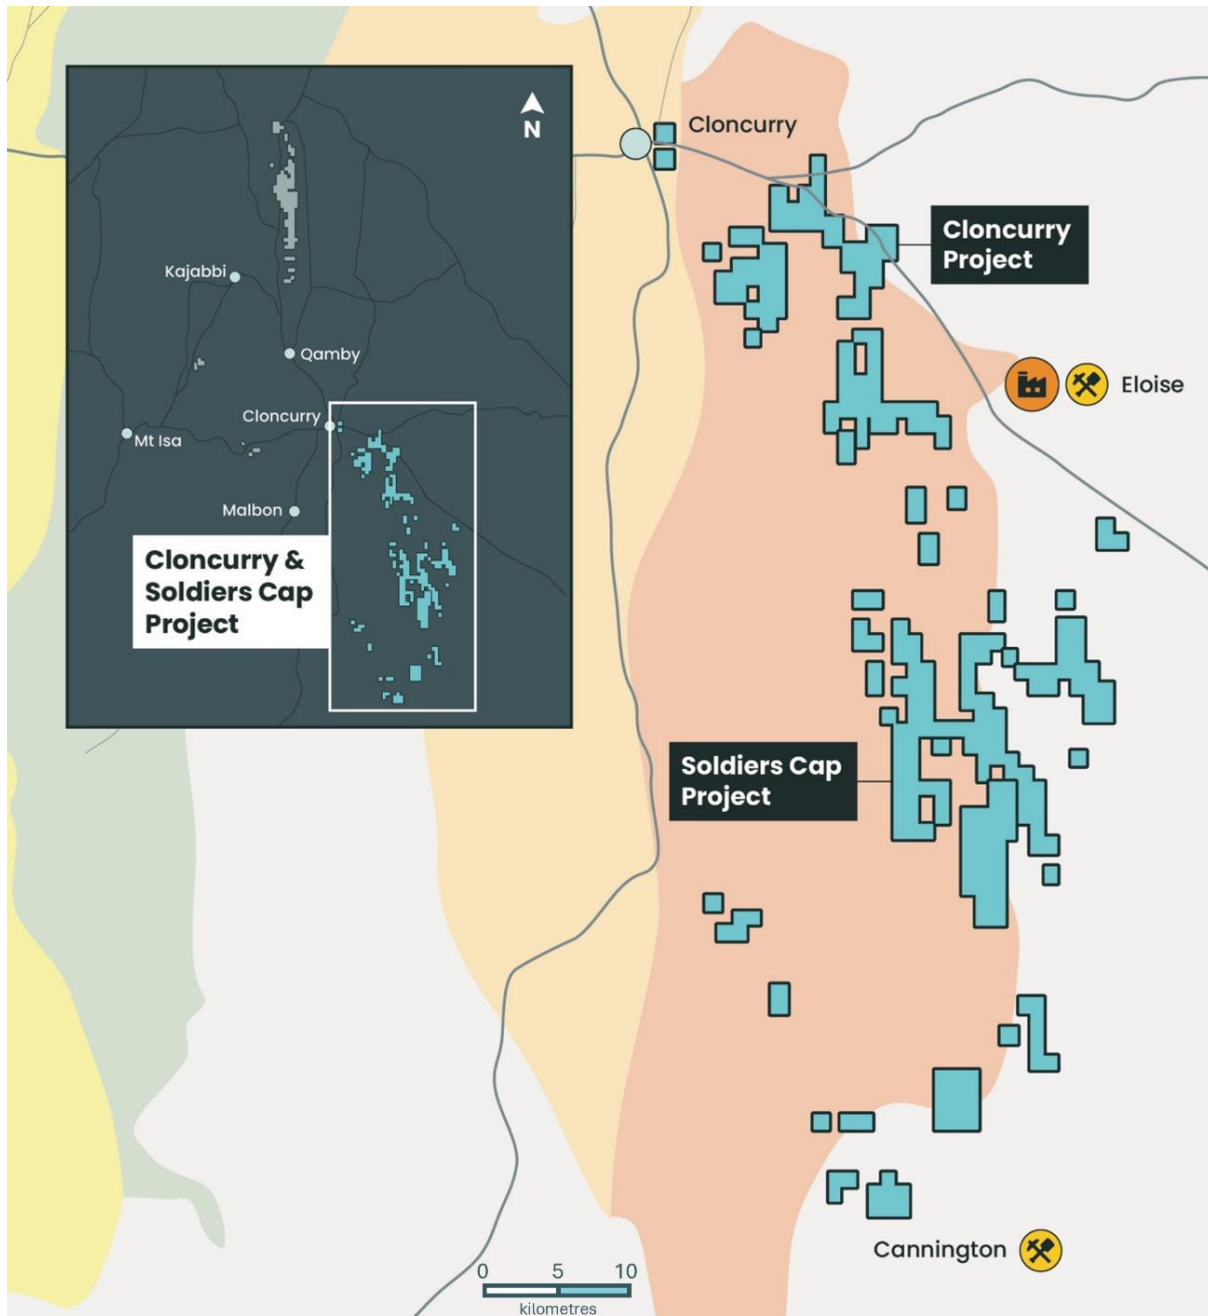 N
Kajabbi
Qamby
Cloncurry
Mt Isa
Malbon
Cloncurry &
Soldiers Cap
Project
Cloncurry
Cloncurry
Project
Eloise
Soldiers Cap
Project
Cannington
0 5 10
kilometres